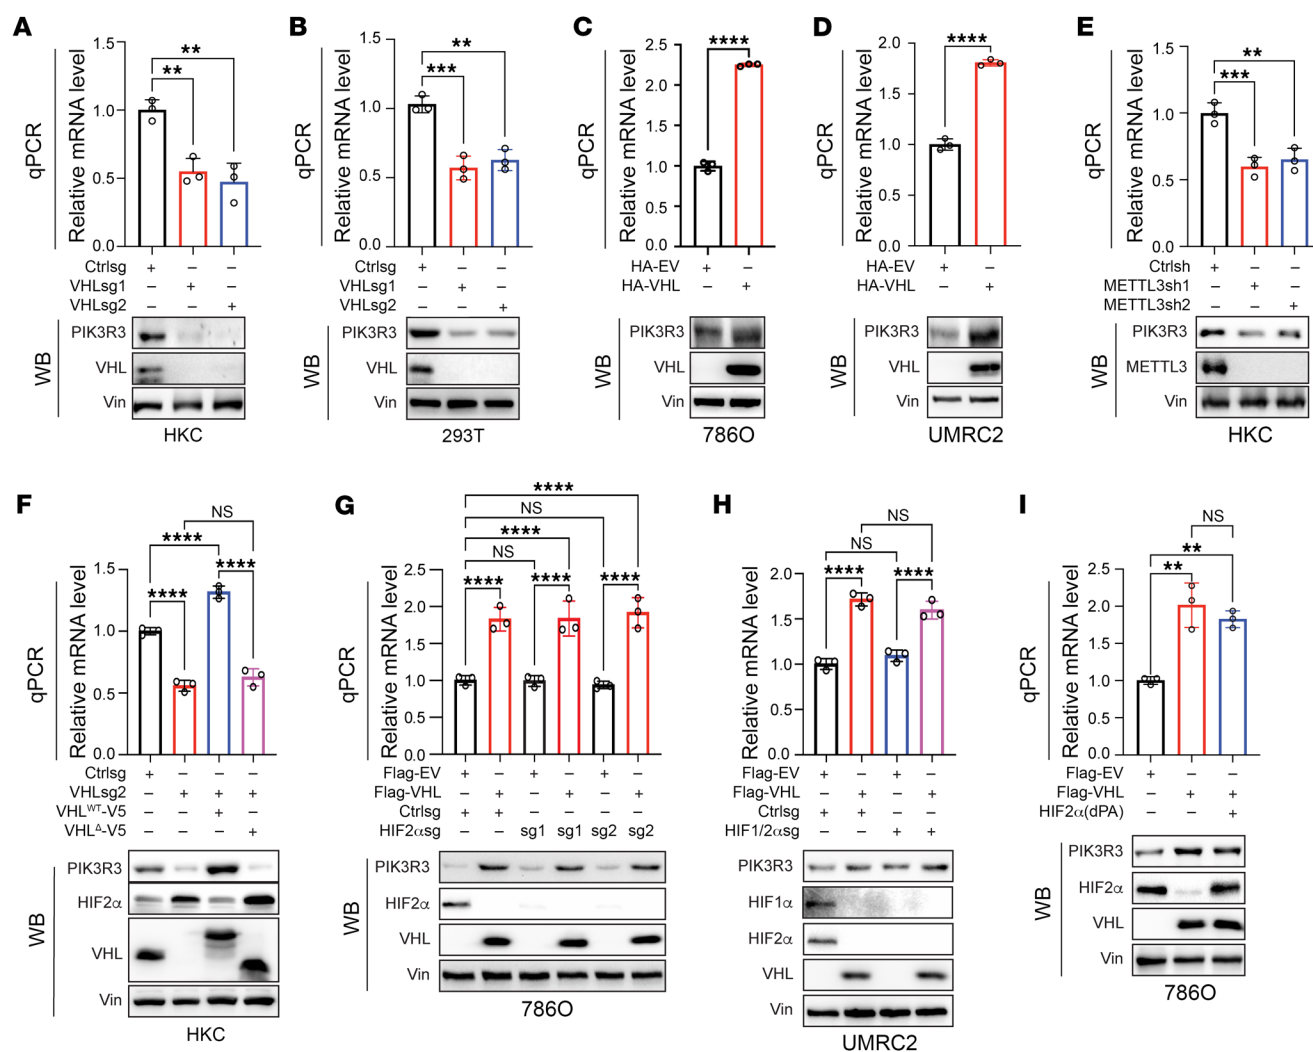 A
qPCR
Relative mRNA level
1.5
1.0
0.5
0.0
**
**
Ctrlsg + – –
VHLsg1 – + –
VHLsg2 – – +
WB
PIK3R3
VHL
Vin
HKC
B
qPCR
Relative mRNA level
1.5
1.0
0.5
0.0
**
***
Ctrlsg + – –
VHLsg1 – + –
VHLsg2 – – +
WB
PIK3R3
VHL
Vin
293T
C
qPCR
Relative mRNA level
2.5
2.0
1.5
1.0
0.5
0.0
****
HA-EV + –
HA-VHL – +
WB
PIK3R3
VHL
Vin
786O
D
qPCR
Relative mRNA level
2.0
1.5
1.0
0.5
0.0
****
HA-EV + –
HA-VHL – +
WB
PIK3R3
VHL
Vin
UMRC2
E
qPCR
Relative mRNA level
1.5
1.0
0.5
0.0
**
***
Ctrlsh + – –
METTL3sh1 – + –
METTL3sh2 – – +
WB
PIK3R3
METTL3
Vin
HKC
F
qPCR
Relative mRNA level
1.5
1.0
0.5
0.0
NS
****
****
****
Ctrlsg + – – –
VHLsg2 – + + +
VHLWT-V5 – – + –
VHLΔ-V5 – – – +
WB
PIK3R3
HIF2α
VHL
Vin
HKC
G
qPCR
Relative mRNA level
2.5
2.0
1.5
1.0
0.5
0.0
****
NS
****
NS
**** **** ****
Flag-EV + – + – + –
Flag-VHL – + – + – +
Ctrlsg + + – – – –
HIF2αsg – – sg1 sg1 sg2 sg2
WB
PIK3R3
HIF2α
VHL
Vin
786O
H
qPCR
Relative mRNA level
2.0
1.5
1.0
0.5
0.0
NS
NS
**** ****
Flag-EV + – + –
Flag-VHL – + – +
Ctrlsg + + – –
HIF1/2αsg – – + +
WB
PIK3R3
HIF1α
HIF2α
VHL
Vin
UMRC2
I
qPCR
Relative mRNA level
2.5
2.0
1.5
1.0
0.5
0.0
NS
**
**
Flag-EV + – –
Flag-VHL – + +
HIF2α(dPA) – – +
WB
PIK3R3
HIF2α
VHL
Vin
786O